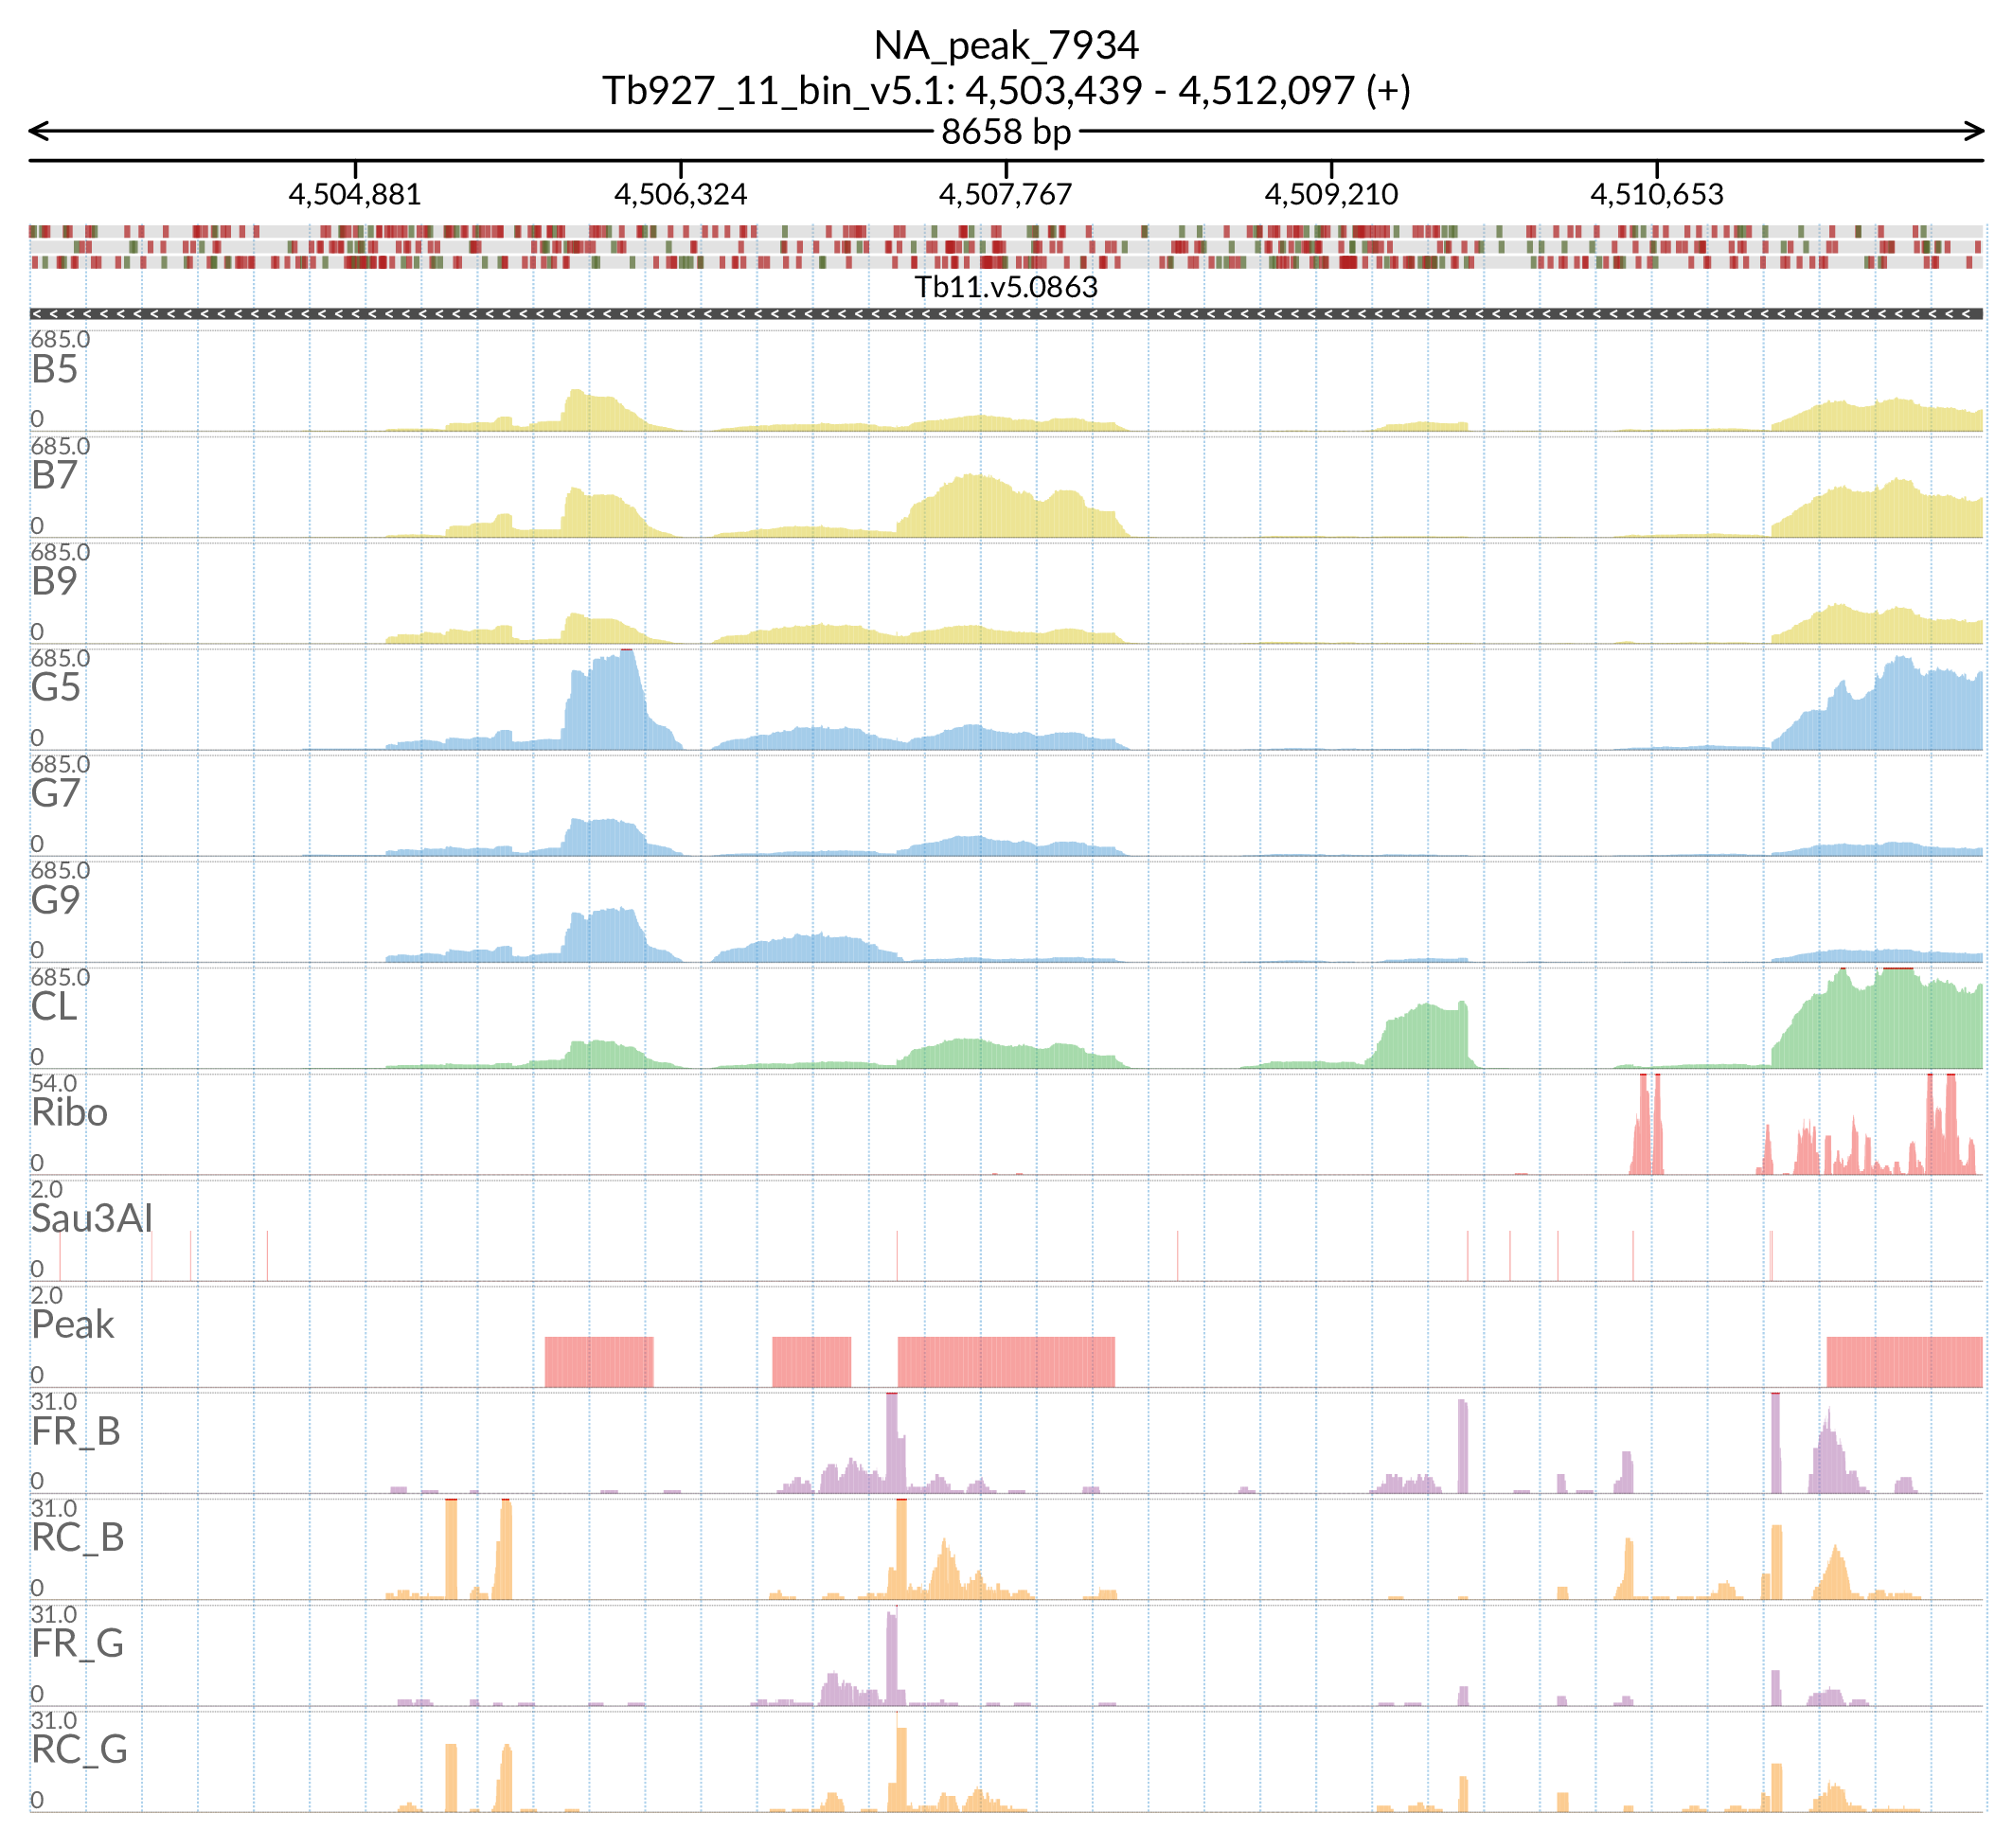 NA_peak_7934
Tb927_11_bin_v5.1: 4,503,439 - 4,512,097 (+)
8658 bp
4,504,881 4,506,324 4,507,767 4,509,210 4,510,653
Tb11.v5.0863
685.0
B5
0
685.0
B7
0
685.0
B9
0
685.0
G5
0
685.0
G7
0
685.0
G9
0
685.0
CL
0
54.0
Ribo
0
2.0
Sau3AI
0
2.0
Peak
0
31.0
FR_B
0
31.0
RC_B
0
31.0
FR_G
0
31.0
RC_G
0